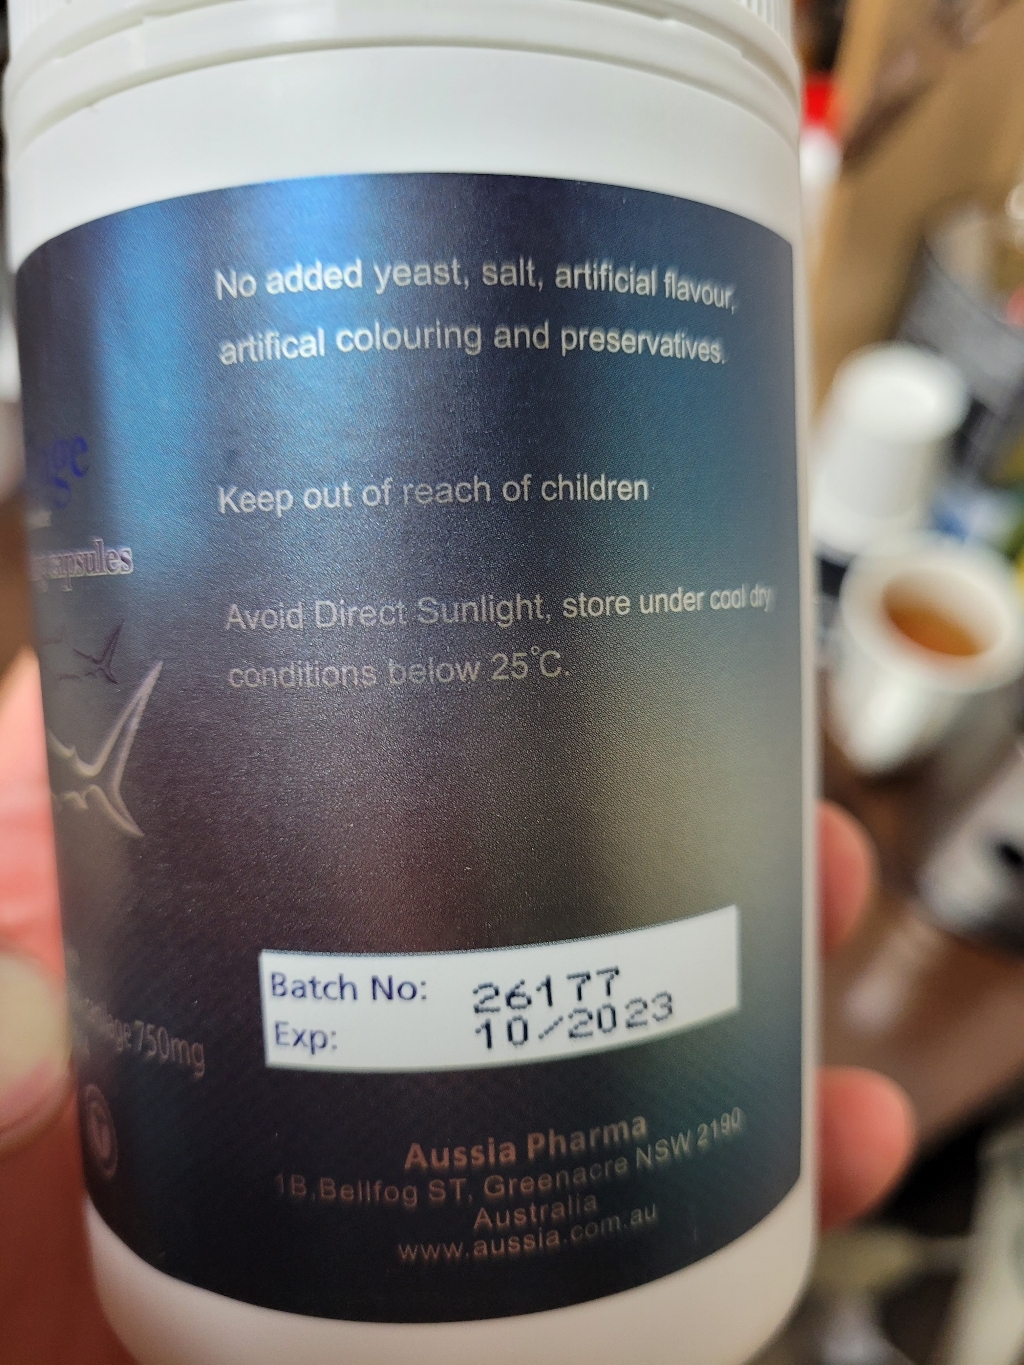 No added yeast, salt, artificial flavour,
artifical colouring and preservatives.
Keep out of reach of children
Avoid Direct Sunlight, store under cool dry
conditions below 25°C.
capsules
750mg
Batch No: 26177
Exp: 10/2023
Aussia Pharma
1B,Bellfog ST, Greenacre NSW 2190
Australia
www.aussia.com.au